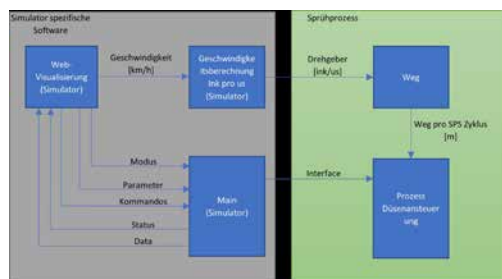 Simulator spezifische
Software
Sprühprozess
Web-
Visualisierung
(Simulator)
Geschwindigkeit
[km/h]
Geschwindigke
itsberechnung
Ink pro us
(Simulator)
Drehgeber
[ink/us]
Weg
Weg pro SPS Zyklus
[m]
Modus
Parameter
Kommandos
Status
Data
Main
(Simulator)
Interface
Prozess
Düsenansteuer
ung